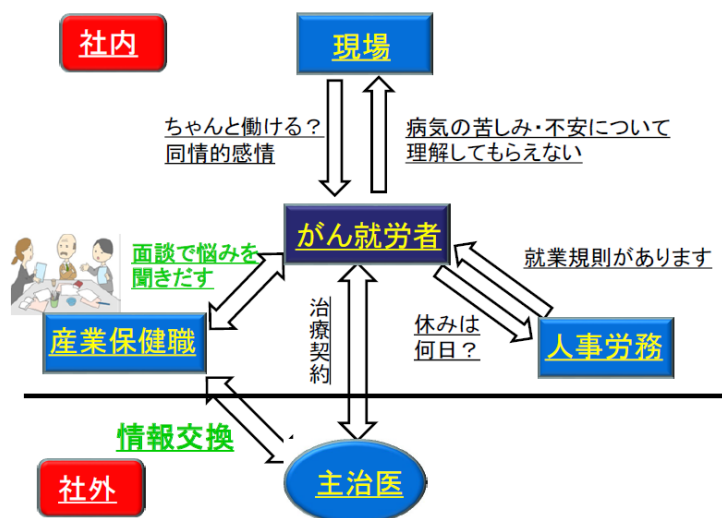 社内
現場
ちゃんと働ける？
同情的感情
病気の苦しみ・不安について
理解してもらえない
がん就労者
面談で悩みを
聞きだす
就業規則があります
産業保健職
治療契約
休みは
何日？
人事労務
情報交換
社外
主治医